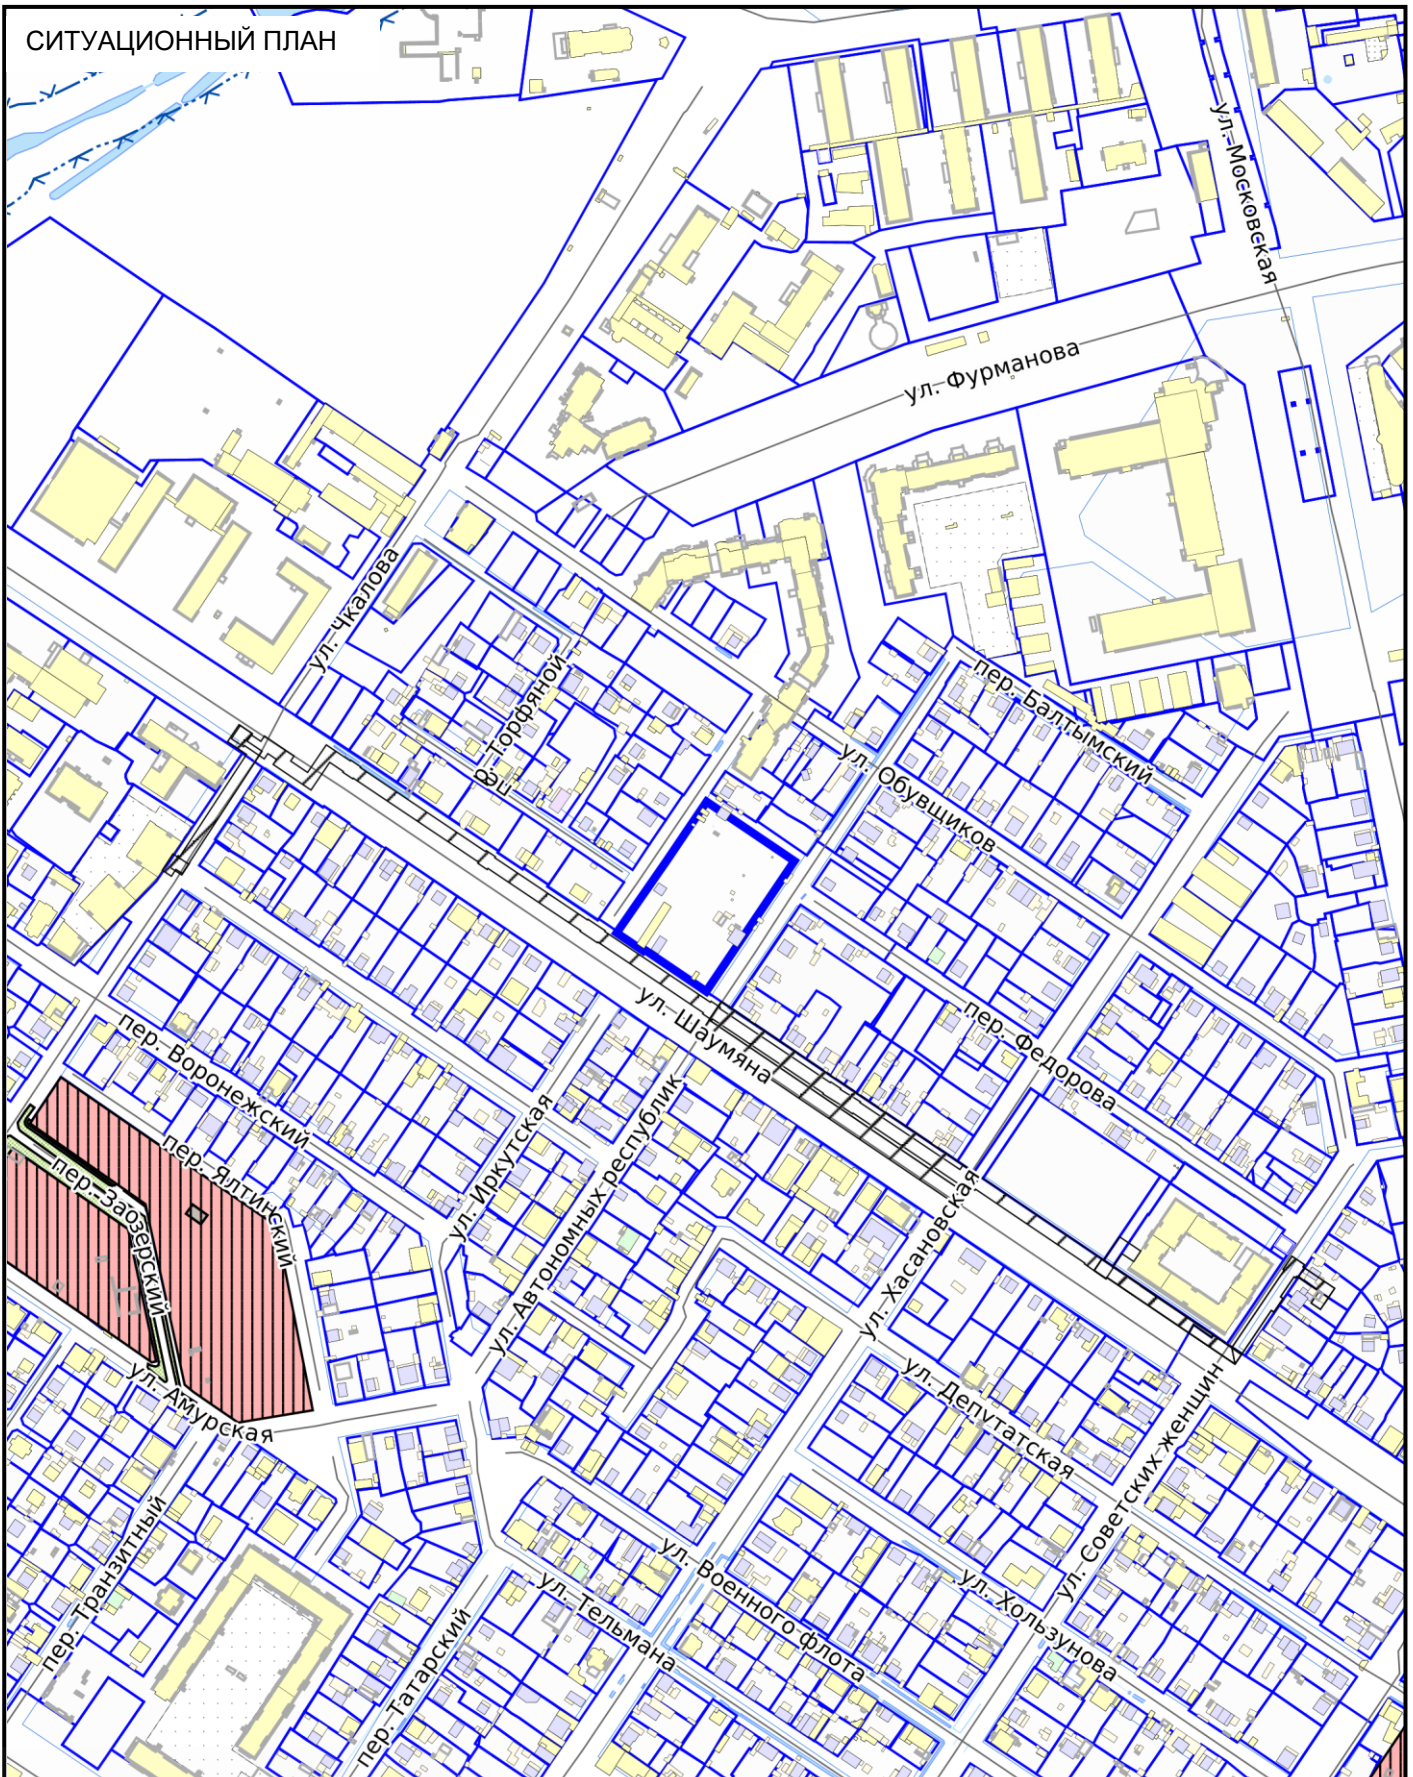 СИТУАЦИОННЫЙ ПЛАН
ул. Московская
ул. Фурманова
ул. Чкалова
пер. Торфяной
пер. Балтымский
ул. Обувщиков
ул. Шаумяна
пер. Федорова
пер. Воронежский
пер. Ялтинский
пер. Заозерский
ул. Иркутская
ул. Автономных республик
ул. Хасановская
ул. Амурская
ул. Депутатская
ул. Советских женщин
пер. Транзитный
ул. Военного флота
ул. Хользунова
ул. Тельмана
пер. Татарский